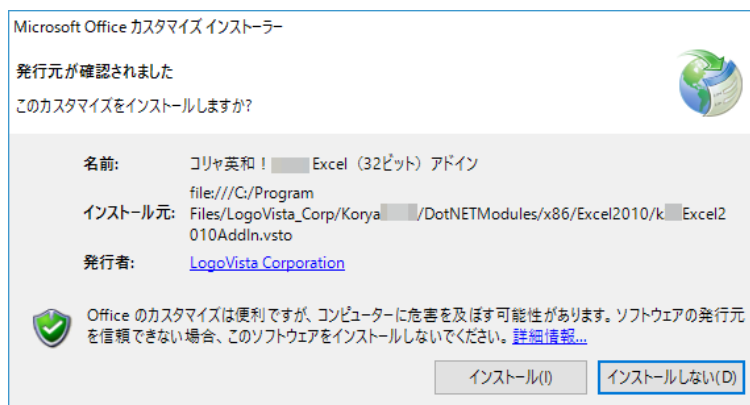 Microsoft Office カスタマイズ インストーラー
発行元が確認されました
このカスタマイズをインストールしますか?
名前: コリャ英和！ Excel（32ビット）アドイン
インストール元: file:///C:/Program
Files/LogoVista_Corp/Korya /DotNETModules/x86/Excel2010/k Excel2
010AddIn.vsto
発行者: LogoVista Corporation
Office のカスタマイズは便利ですが、コンピューターに危害を及ぼす可能性があります。ソフトウェアの発行元
を信頼できない場合、このソフトウェアをインストールしないでください。詳細情報...
インストール(I) インストールしない(D)